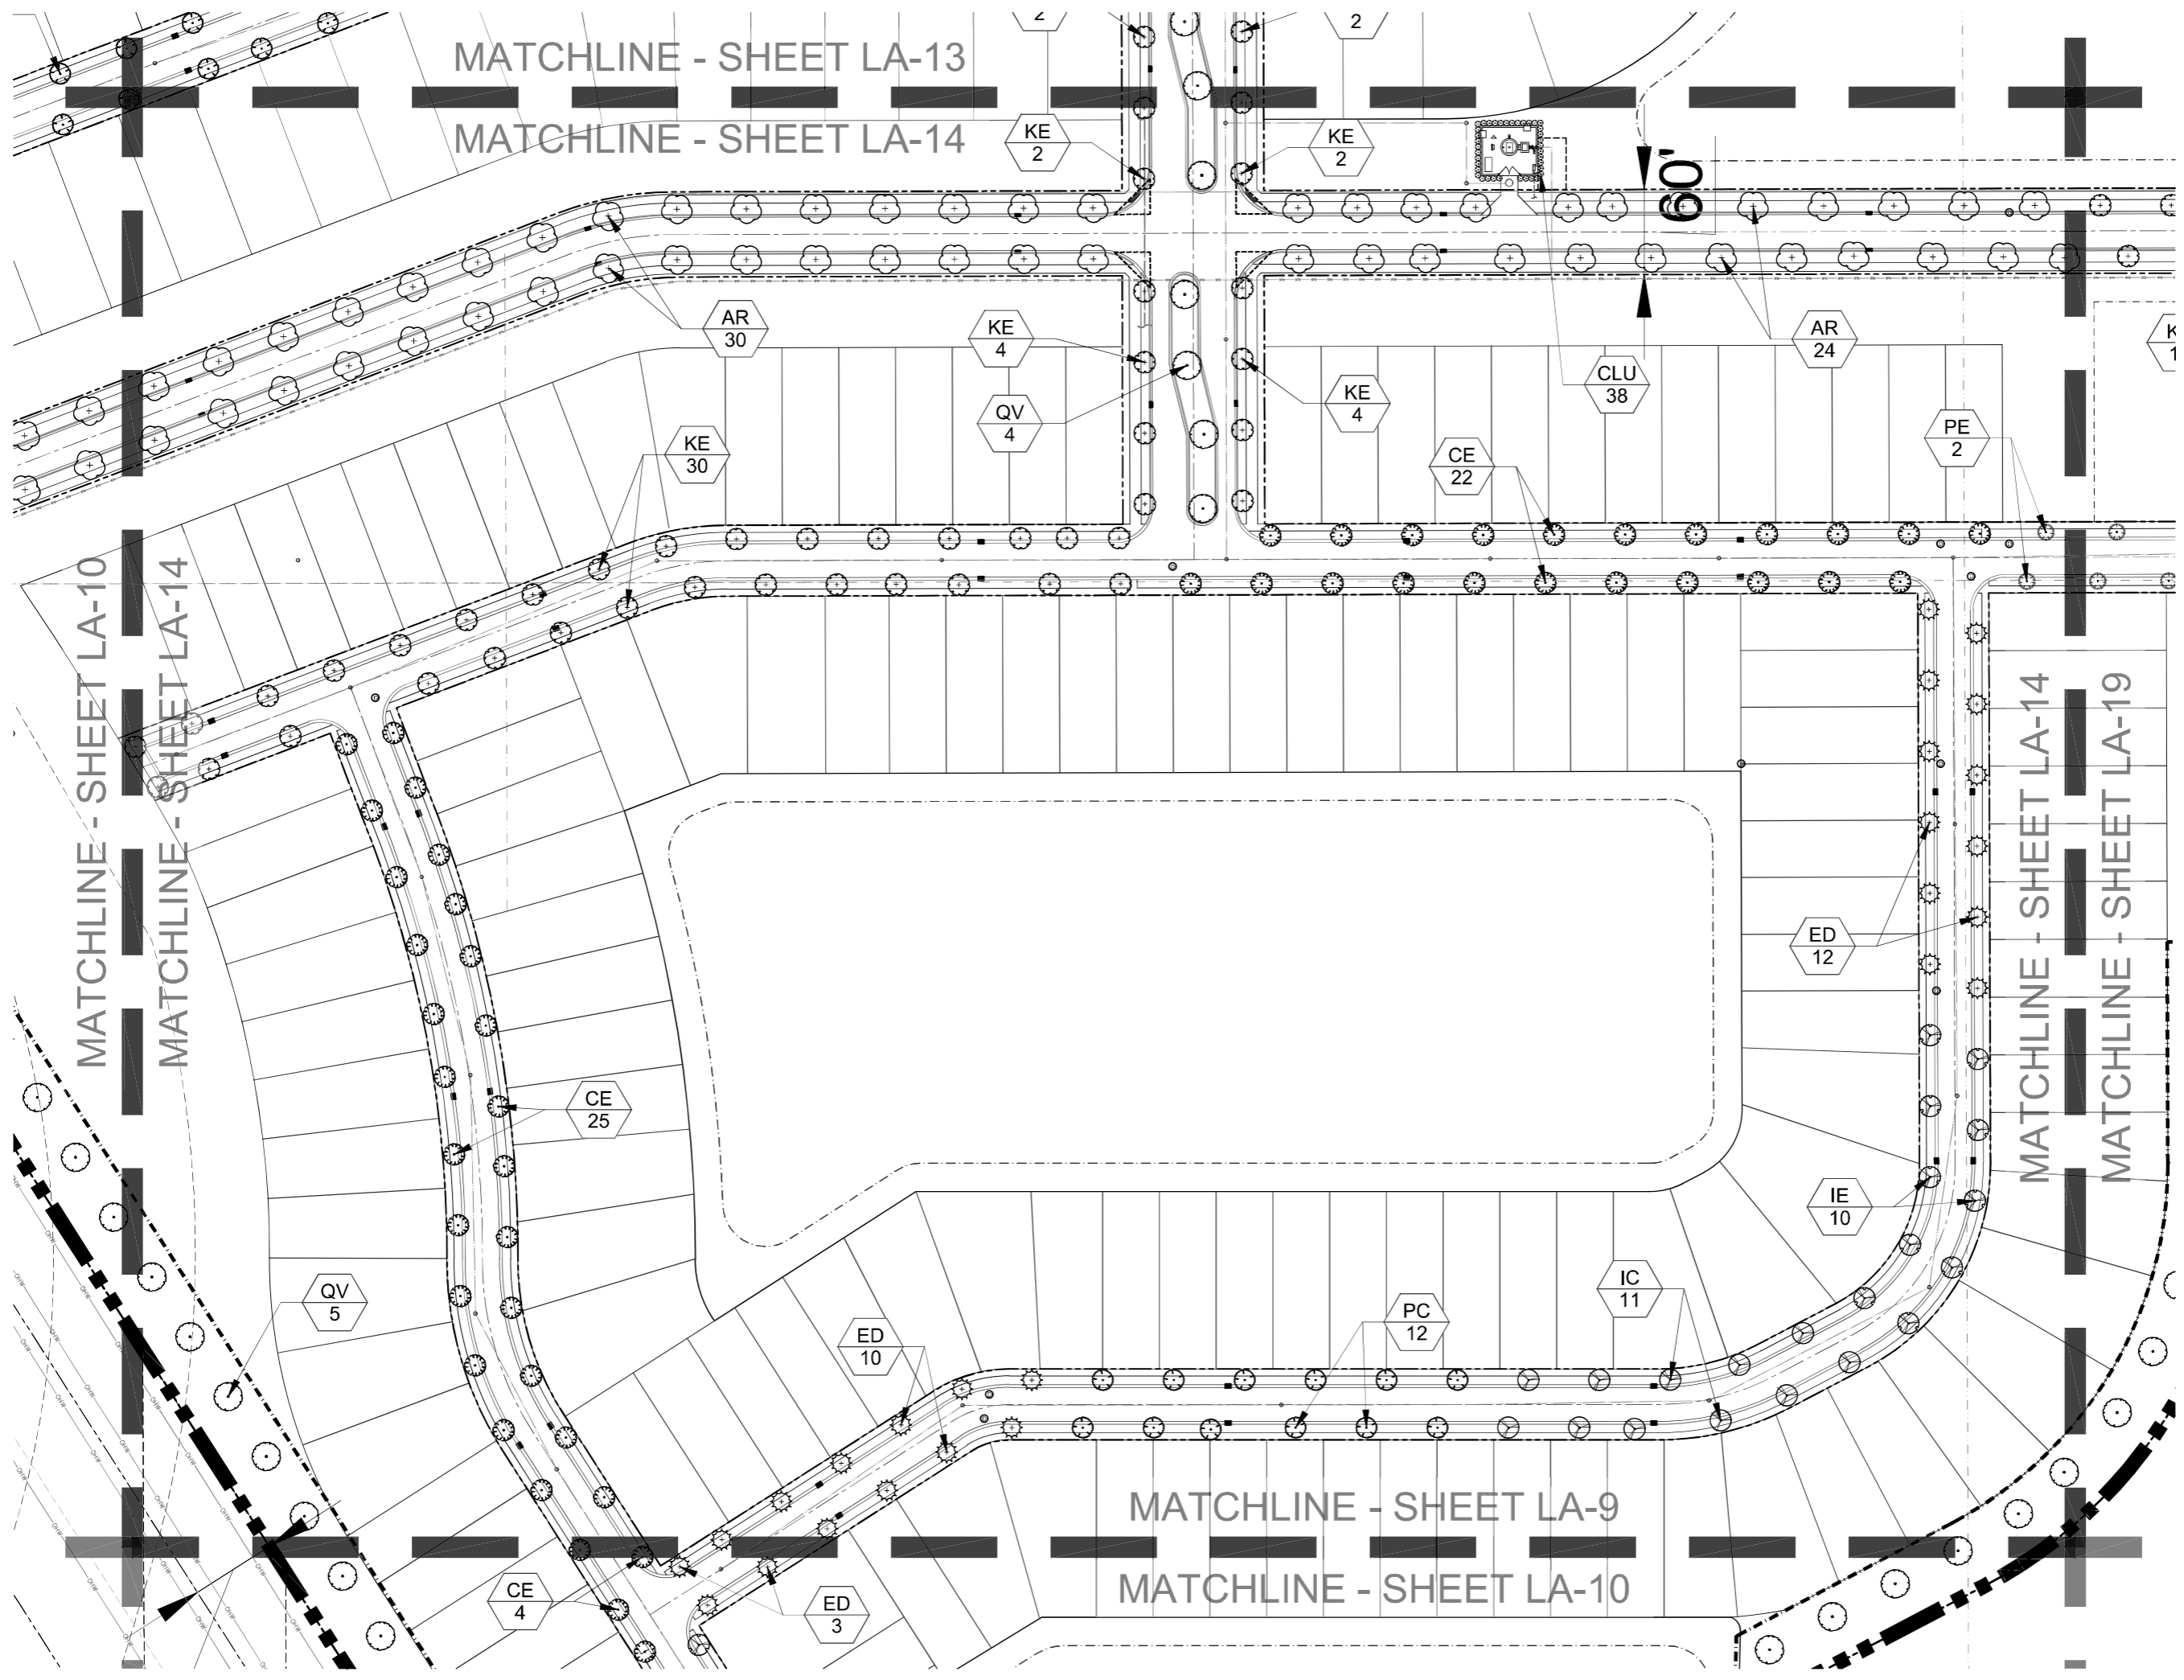 2
2
MATCHLINE - SHEET LA-13
MATCHLINE - SHEET LA-14
KE
2
KE
2
60'
AR
30
KE
4
AR
24
CLU
38
KE
4
QV
4
PE
2
KE
30
CE
22
K
1
MATCHLINE - SHEET LA-10
MATCHLINE - SHEET LA-14
MATCHLINE - SHEET LA-14
MATCHLINE - SHEET LA-19
ED
12
CE
25
IE
10
QV
5
IC
11
PC
12
ED
10
MATCHLINE - SHEET LA-9
MATCHLINE - SHEET LA-10
CE
4
ED
3